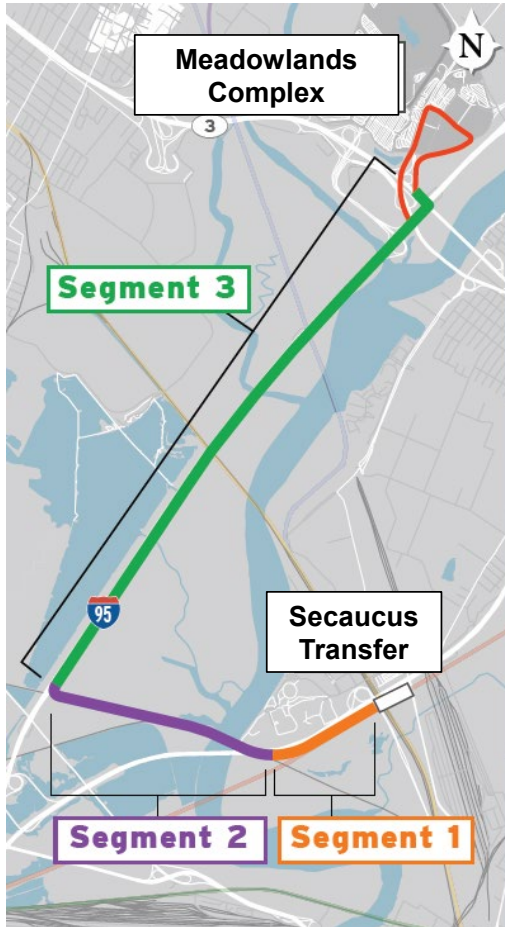 Meadowlands
Complex
N
3
Segment 3
95
Secaucus
Transfer
Segment 2
Segment 1